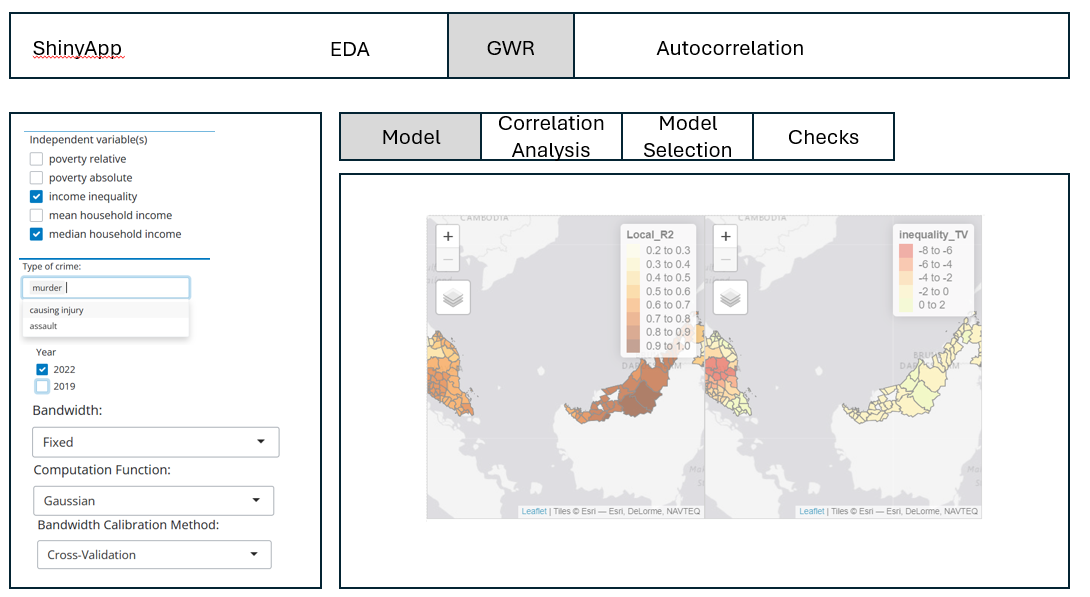 ShinyApp
EDA
GWR
Autocorrelation
Independent variable(s)
poverty relative
poverty absolute
income inequality
mean household income
median household income
Type of crime:
murder
causing injury
assault
Year
2022
2019
Bandwidth:
Fixed
Computation Function:
Gaussian
Bandwidth Calibration Method:
Cross-Validation
Model
Correlation
Analysis
Model
Selection
Checks
CAMBODIA
+
−
Local_R2
0.2 to 0.3
0.3 to 0.4
0.4 to 0.5
0.5 to 0.6
0.6 to 0.7
0.7 to 0.8
0.8 to 0.9
0.9 to 1.0
Leaflet | Tiles © Esri — Esri, DeLorme, NAVTEQ
CAMBODIA
+
−
inequality_TV
-8 to -6
-6 to -4
-4 to -2
-2 to 0
0 to 2
Leaflet | Tiles © Esri — Esri, DeLorme, NAVTEQ